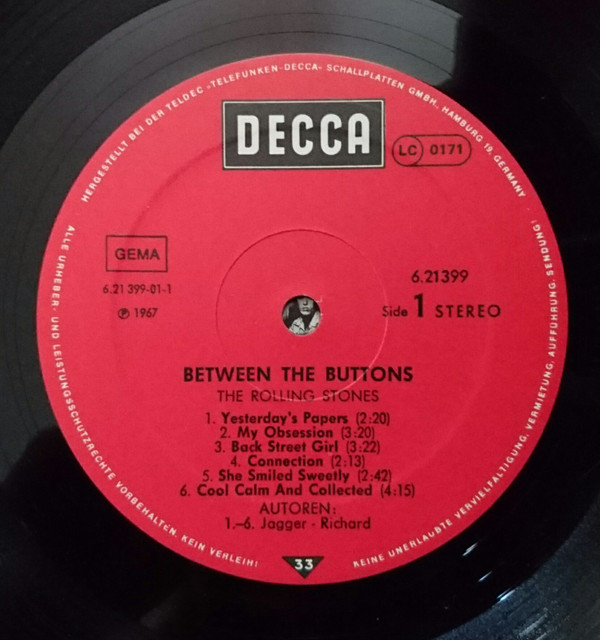 HERGESTELLT BEI DER TELDEC »TELEFUNKEN-DECCA« SCHALLPLATTEN GMBH., HAMBURG 19, GERMANY
DECCA
LC 0171
GEMA
6.21399-01-1
℗ 1967
6.21399
Side 1 STEREO
BETWEEN THE BUTTONS
THE ROLLING STONES
1. Yesterday's Papers (2:20)
2. My Obsession (3:20)
3. Back Street Girl (3:22)
4. Connection (2:13)
5. She Smiled Sweetly (2:42)
6. Cool Calm And Collected (4:15)
AUTOREN:
1.–6. Jagger - Richard
33
ALLE URHEBER- UND LEISTUNGSSCHUTZRECHTE VORBEHALTEN. KEIN VERLEIH!
KEINE UNERLAUBTE VERVIELFÄLTIGUNG, VERMIETUNG, AUFFÜHRUNG, SENDUNG!